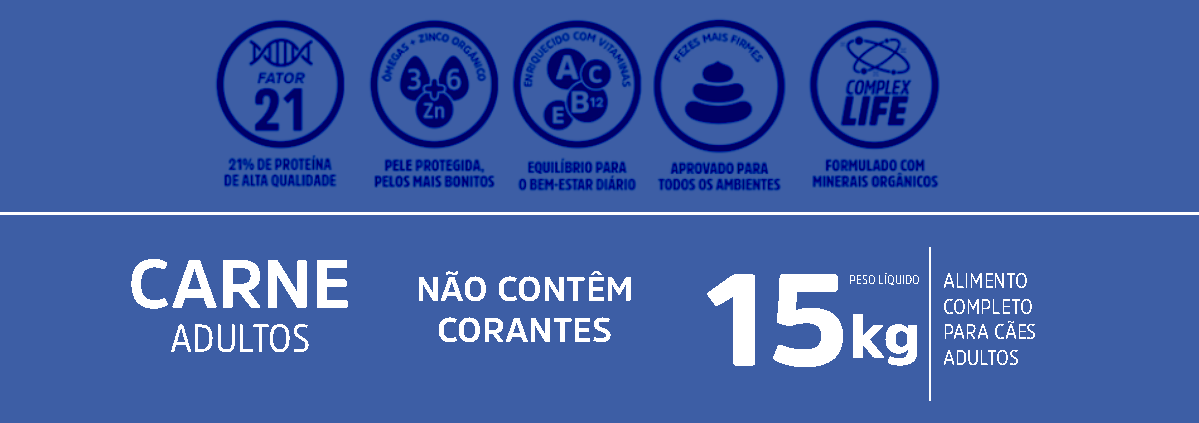 FATOR
21
21% DE PROTEÍNA
DE ALTA QUALIDADE
ÔMEGAS + ZINCO ORGÂNICO
3 + 6
Zn
PELE PROTEGIDA,
PELOS MAIS BONITOS
ENRIQUECIDO COM VITAMINAS
A C
E B12
EQUILÍBRIO PARA
O BEM-ESTAR DIÁRIO
FEZES MAIS FIRMES
APROVADO PARA
TODOS OS AMBIENTES
COMPLEX
LIFE
FORMULADO COM
MINERAIS ORGÂNICOS
CARNE
ADULTOS
NÃO CONTÊM
CORANTES
PESO LÍQUIDO
15kg
ALIMENTO
COMPLETO
PARA CÃES
ADULTOS